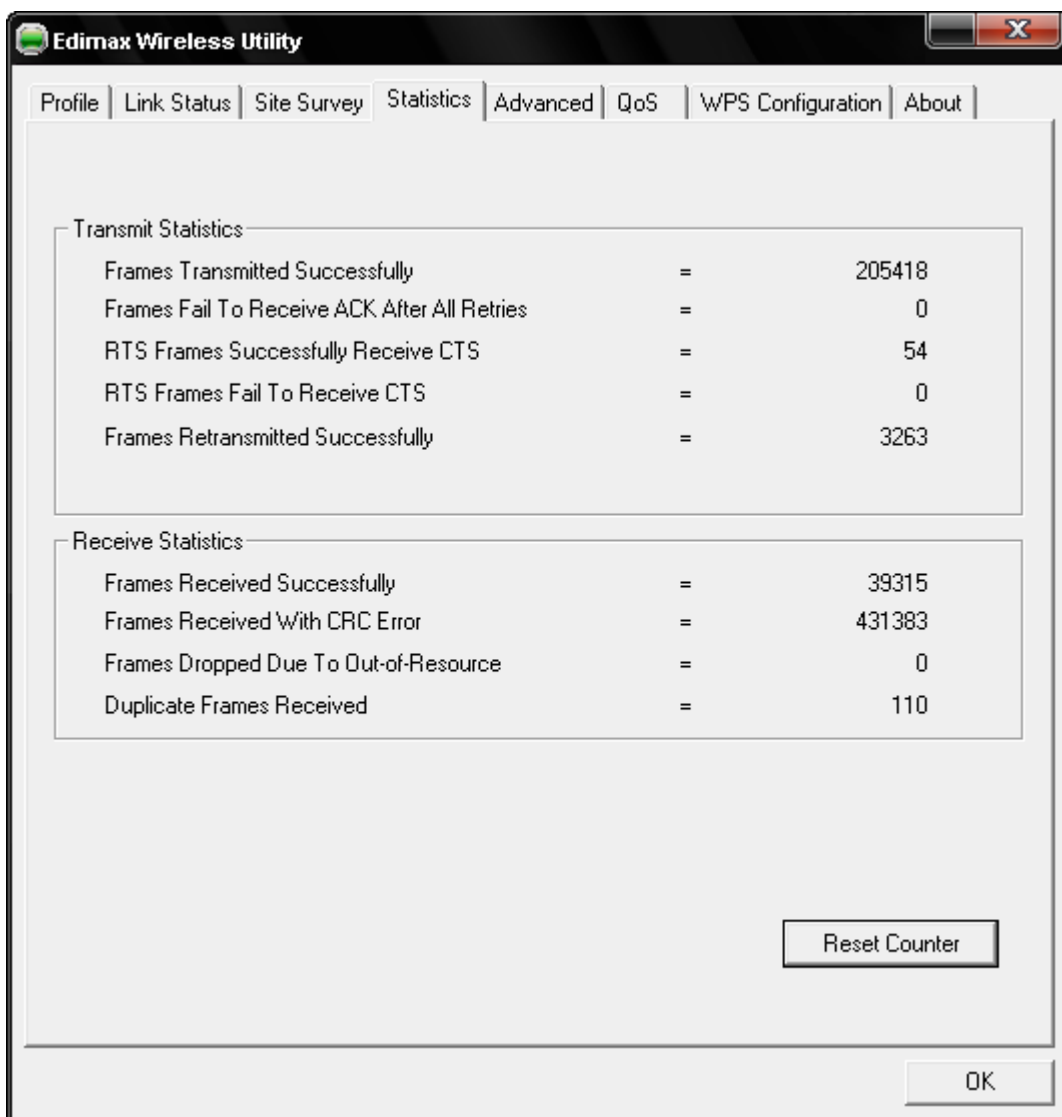 Edimax Wireless Utility
Profile Link Status Site Survey Statistics Advanced QoS WPS Configuration About
Transmit Statistics
Frames Transmitted Successfully = 205418
Frames Fail To Receive ACK After All Retries = 0
RTS Frames Successfully Receive CTS = 54
RTS Frames Fail To Receive CTS = 0
Frames Retransmitted Successfully = 3263
Receive Statistics
Frames Received Successfully = 39315
Frames Received With CRC Error = 431383
Frames Dropped Due To Out-of-Resource = 0
Duplicate Frames Received = 110
Reset Counter
OK